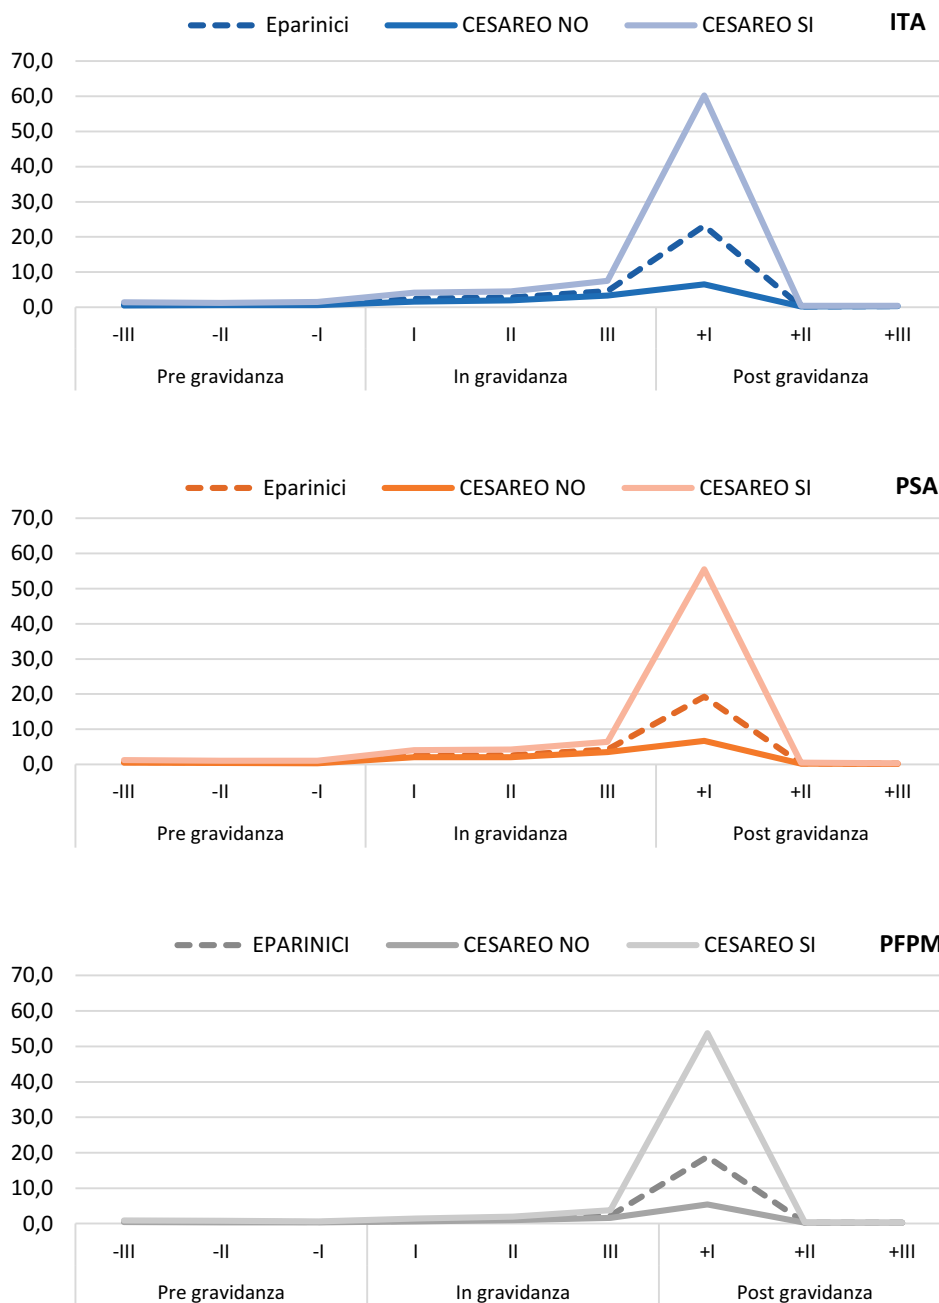 Eparinici CESAREO NO CESAREO SI ITA
70,0
60,0
50,0
40,0
30,0
20,0
10,0
0,0
-III -II -I I II III +I +II +III
Pre gravidanza In gravidanza Post gravidanza
Eparinici CESAREO NO CESAREO SI PSA
70,0
60,0
50,0
40,0
30,0
20,0
10,0
0,0
-III -II -I I II III +I +II +III
Pre gravidanza In gravidanza Post gravidanza
EPARINICI CESAREO NO CESAREO SI PFPM
70,0
60,0
50,0
40,0
30,0
20,0
10,0
0,0
-III -II -I I II III +I +II +III
Pre gravidanza In gravidanza Post gravidanza